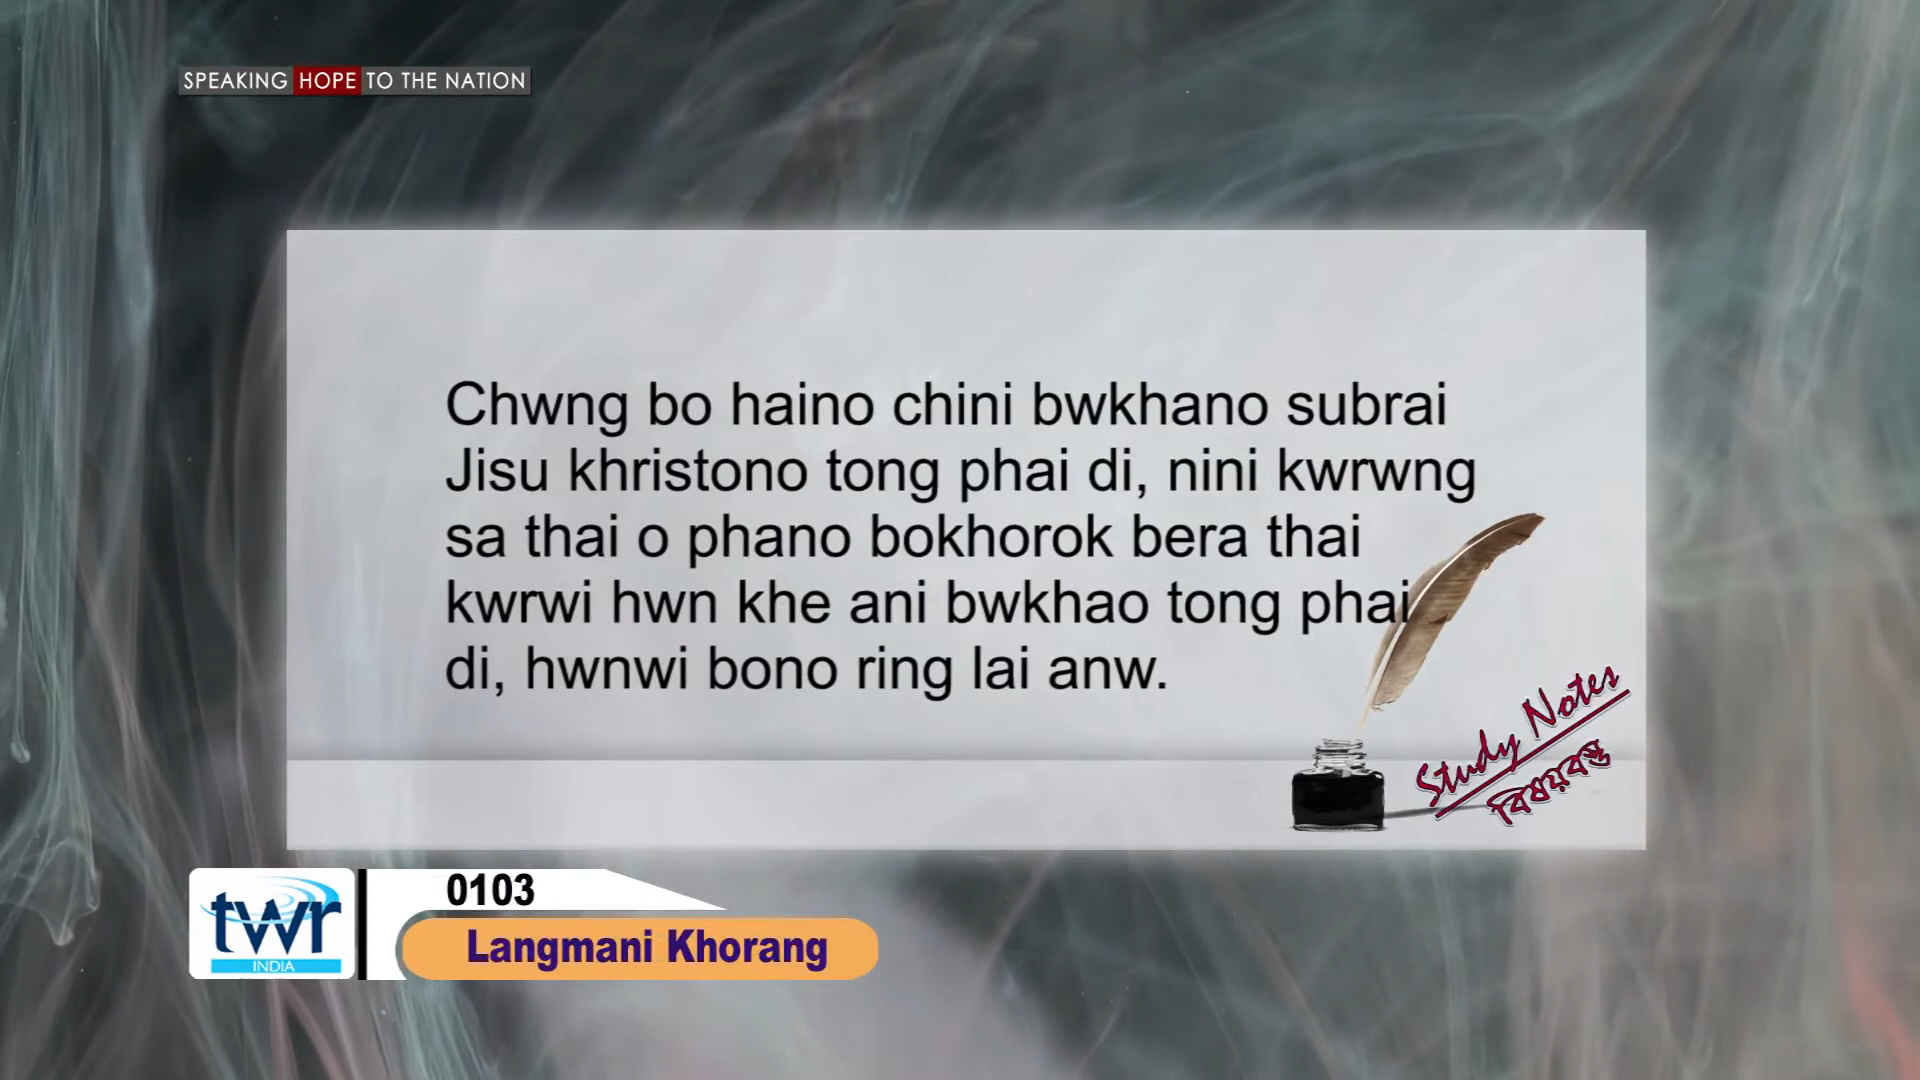 SPEAKING HOPE TO THE NATION
Chwng bo haino chini bwkhano subrai
Jisu khristono tong phai di, nini kwrwng
sa thai o phano bokhorok bera thai
kwrwi hwn khe ani bwkhao tong phai
di, hwnwi bono ring lai anw.
Study Notes
বিষয়বস্তু
twr
INDIA
0103
Langmani Khorang